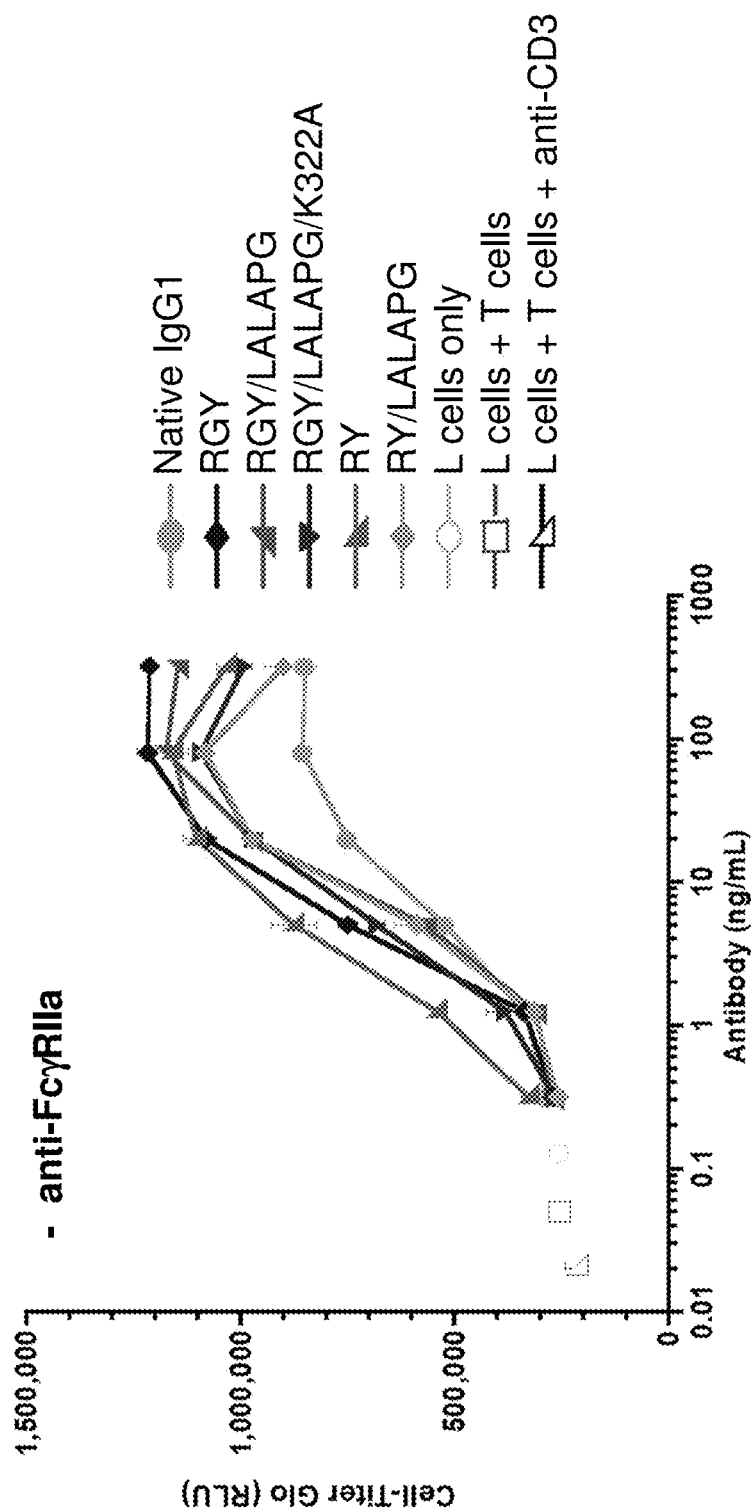 - anti-FcγRIIa
Cell-Titer Glo (RLU)
1,500,000
1,000,000
500,000
0
0.01
0.1
1
10
100
1000
Antibody (ng/mL)
Native IgG1
RGY
RGY/LALAPG
RGY/LALAPG/K322A
RY
RY/LALAPG
L cells only
L cells + T cells
L cells + T cells + anti-CD3